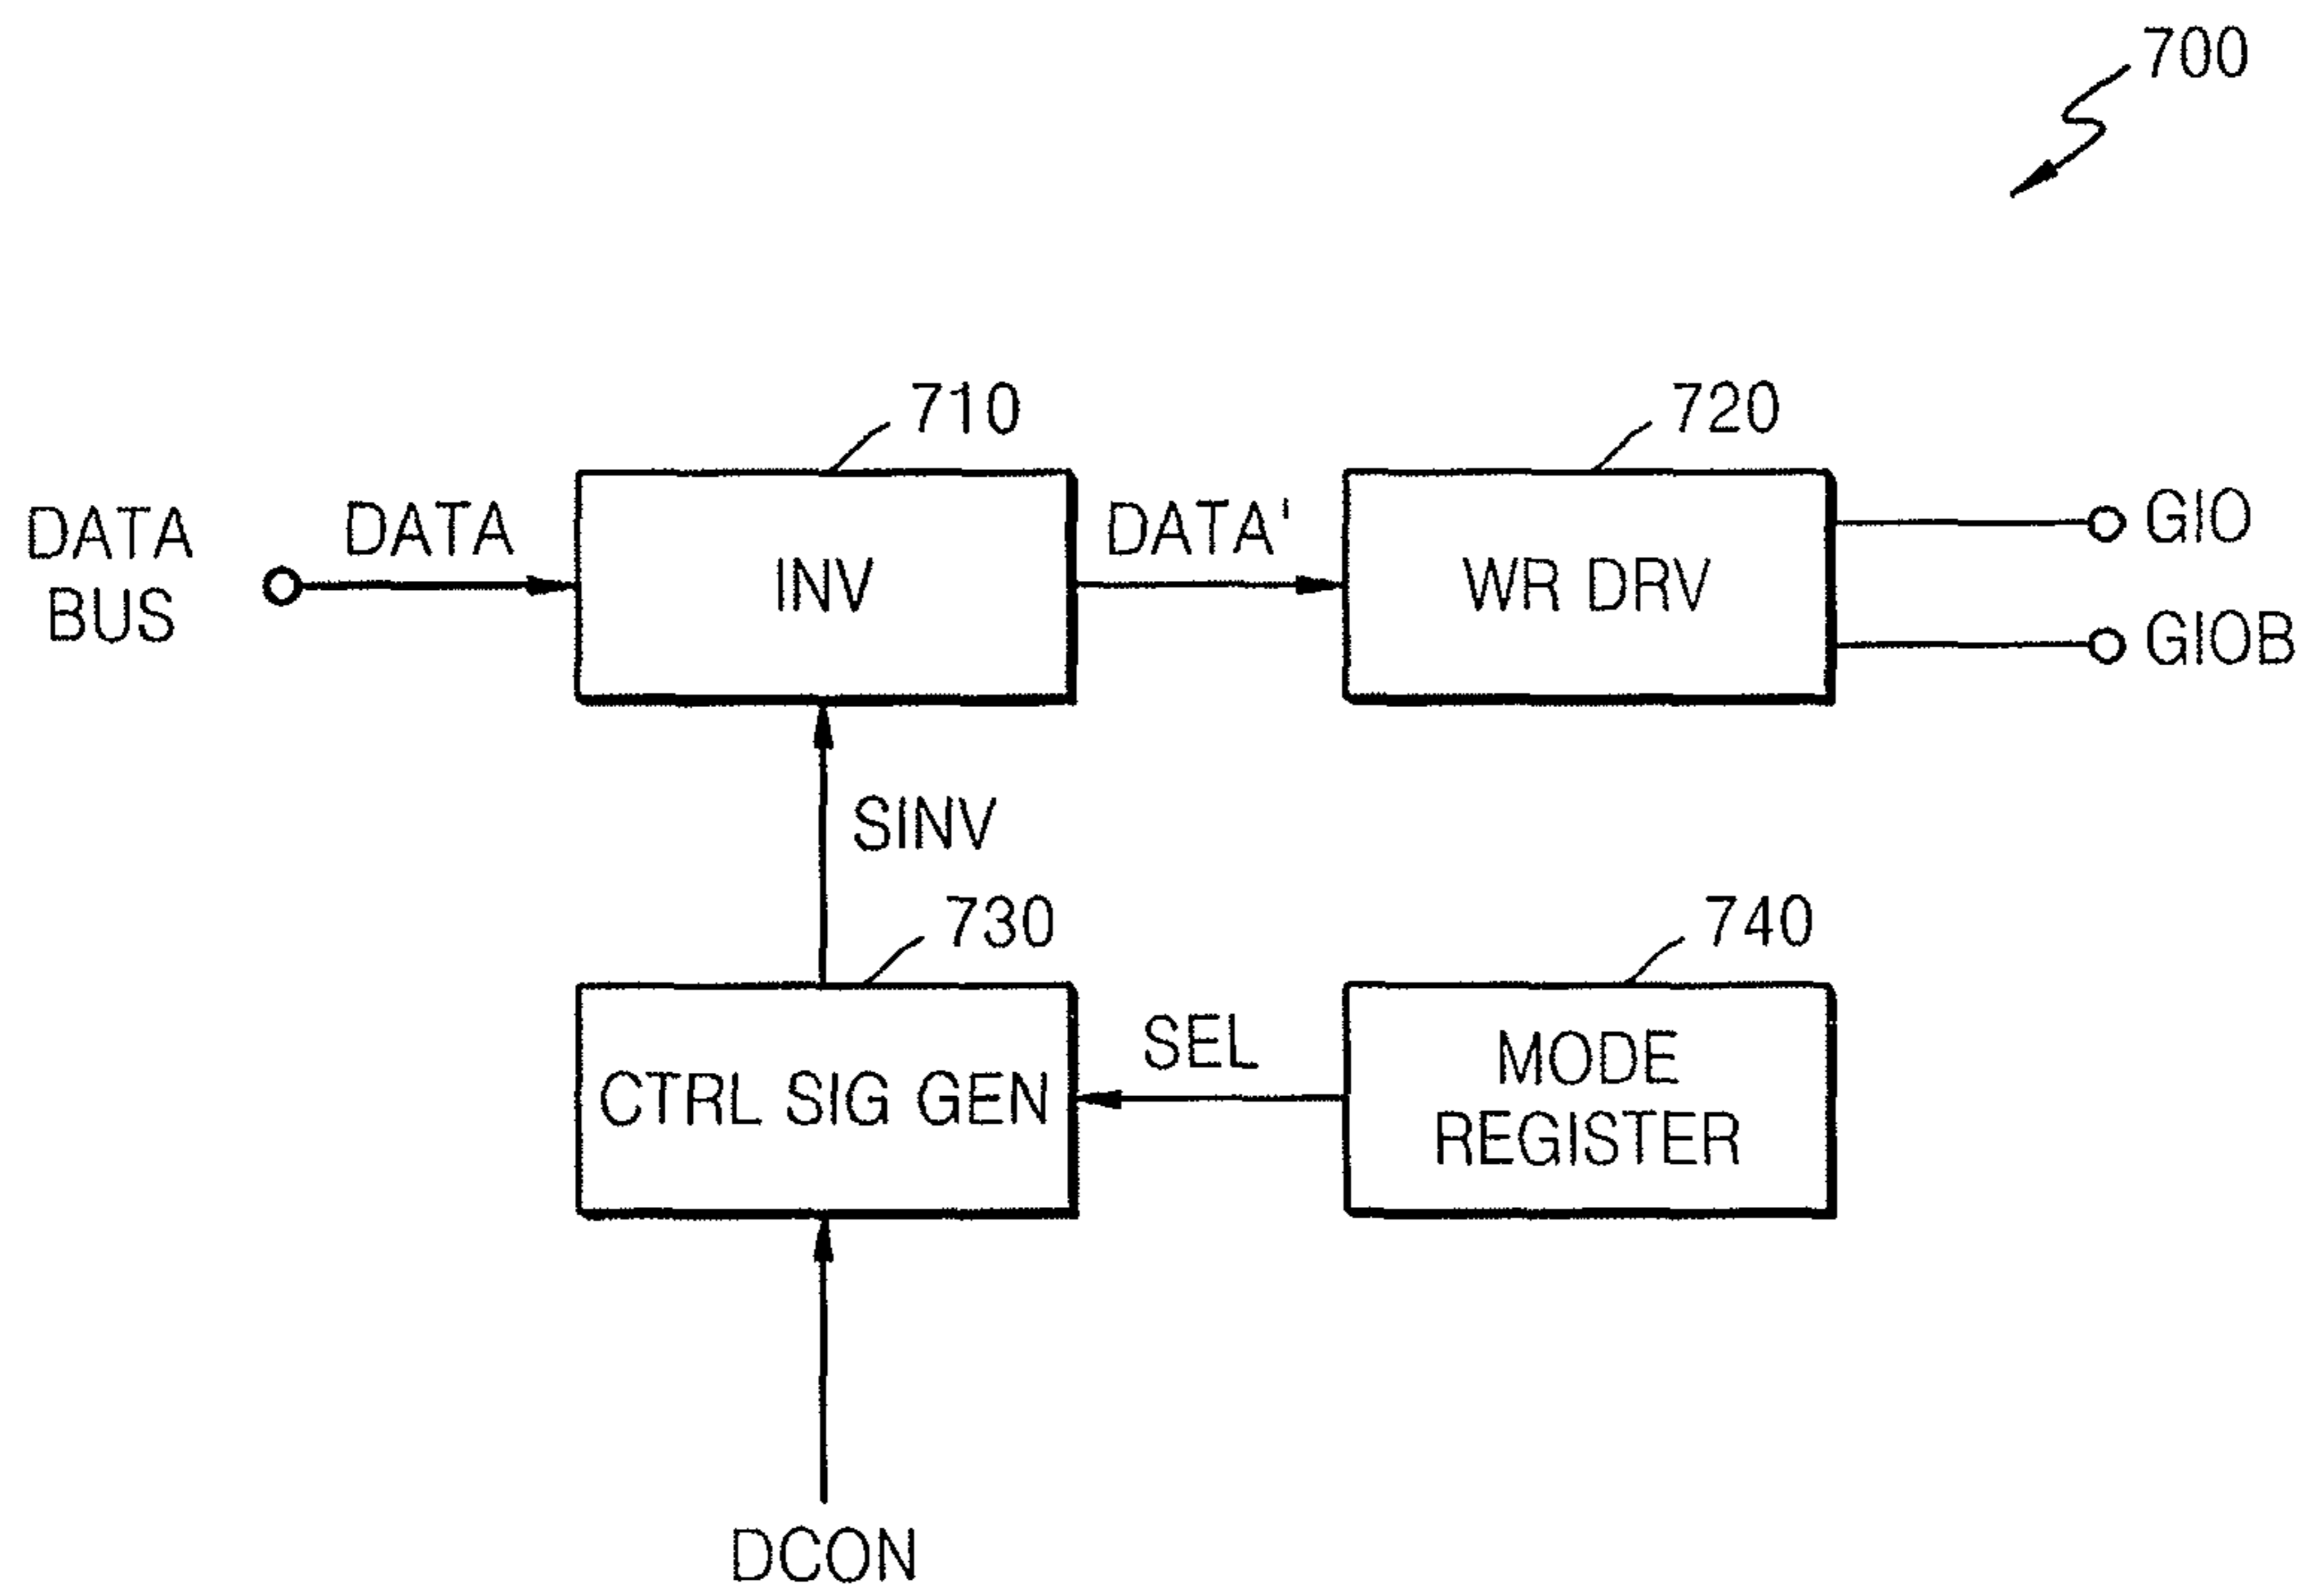 700
710
720
DATA
BUS
DATA
INV
DATA'
WR DRV
GIO
GIOB
SINV
730
740
CTRL SIG GEN
SEL
MODE
REGISTER
DCON